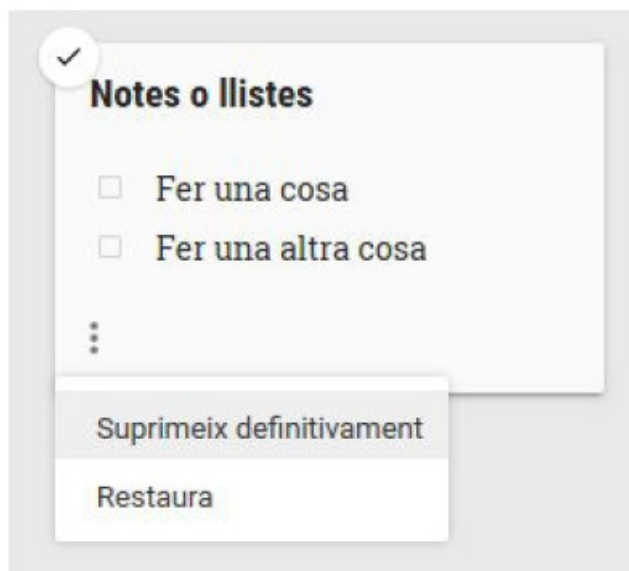 Notes o llistes
Fer una cosa
Fer una altra cosa
Suprimeix definitivament
Restaura